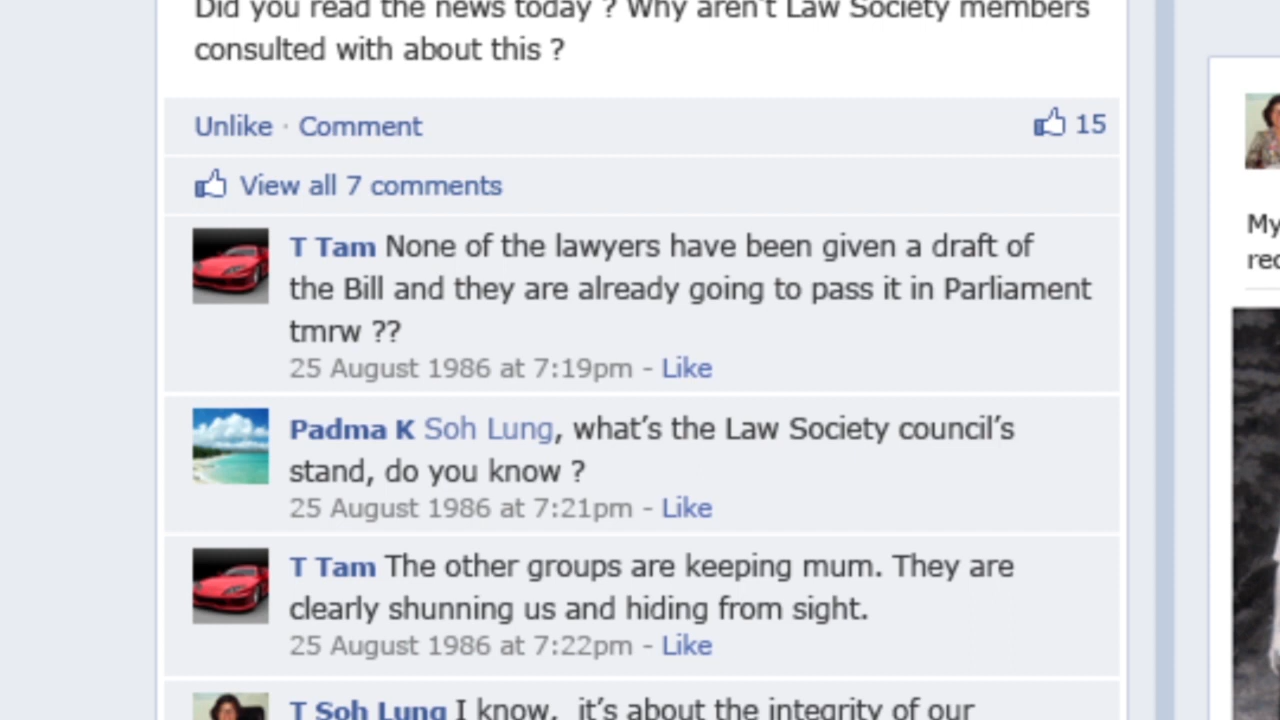 Did you read the news today ? Why aren't Law Society members
consulted with about this ?
Unlike · Comment
15
View all 7 comments
T Tam None of the lawyers have been given a draft of
the Bill and they are already going to pass it in Parliament
tmrw ??
25 August 1986 at 7:19pm - Like
Padma K Soh Lung, what's the Law Society council's
stand, do you know ?
25 August 1986 at 7:21pm - Like
T Tam The other groups are keeping mum. They are
clearly shunning us and hiding from sight.
25 August 1986 at 7:22pm - Like
T Soh Lung I know, it's about the integrity of our
My